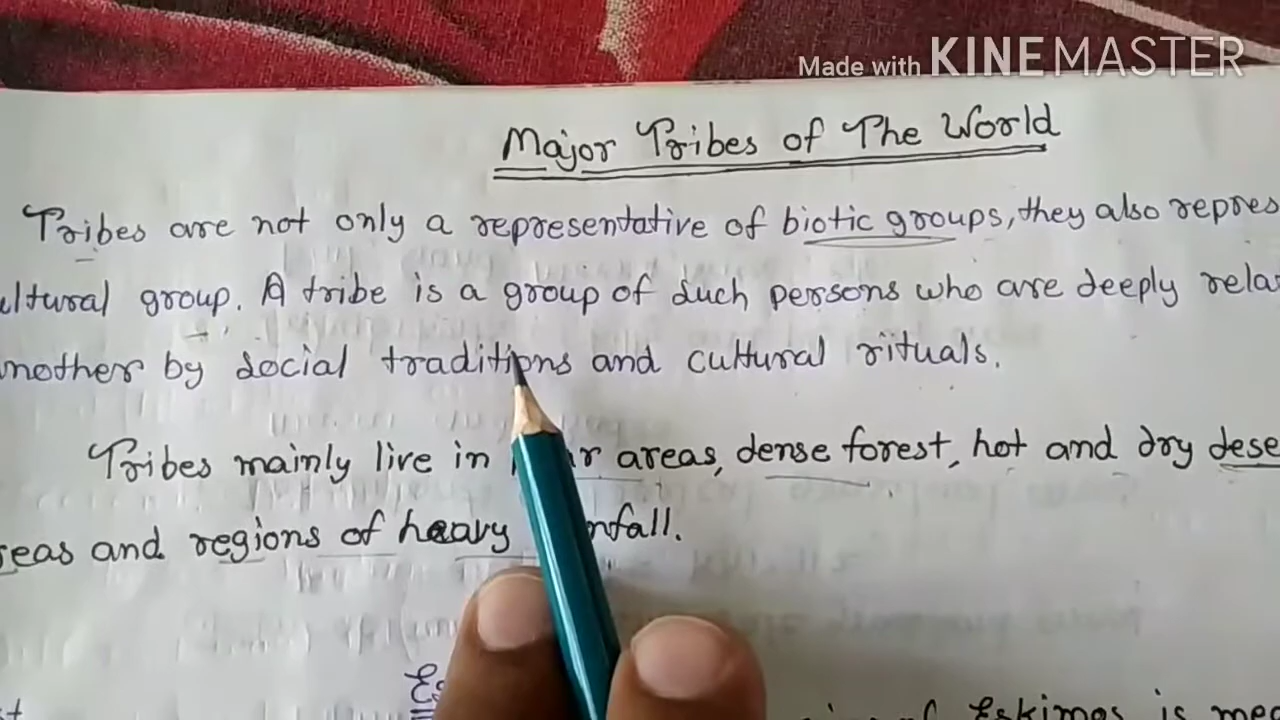 Made with KINEMASTER
Major Tribes of The World
Tribes are not only a representative of biotic groups, they also repres
ltural group. A tribe is a group of such persons who are deeply rela
nother by social traditions and cultural rituals.
Tribes mainly live in areas, dense forest, hot and dry dese
eas and regions of heavy nfall.
Es
of Eskimos is mea